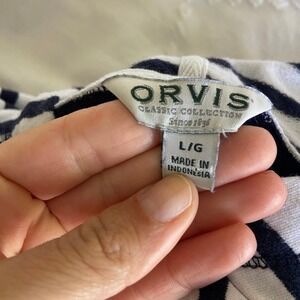 ORVIS
CLASSIC COLLECTION
Since 1856
L/G
MADE IN
INDONESIA